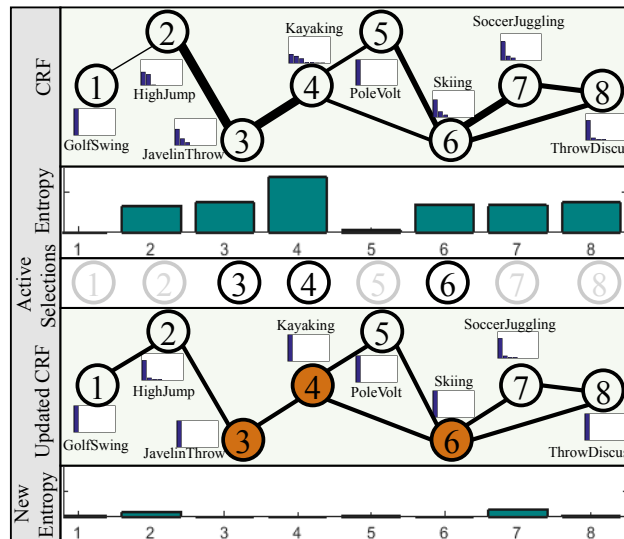 CRF
SoccerJuggling
Kayaking
2
5
1
4
PoleVolt
Skiing
7
8
HighJump
GolfSwing
JavelinThrow
3
6
ThrowDiscus
Entropy
1 2 3 4 5 6 7 8
Active
Selections
1 2 3 4 5 6 7 8
Updated CRF
Kayaking
SoccerJuggling
2
5
1
4
PoleVolt
Skiing
7
8
HighJump
GolfSwing
JavelinThrow
3
6
ThrowDiscus
New
Entropy
1 2 3 4 5 6 7 8